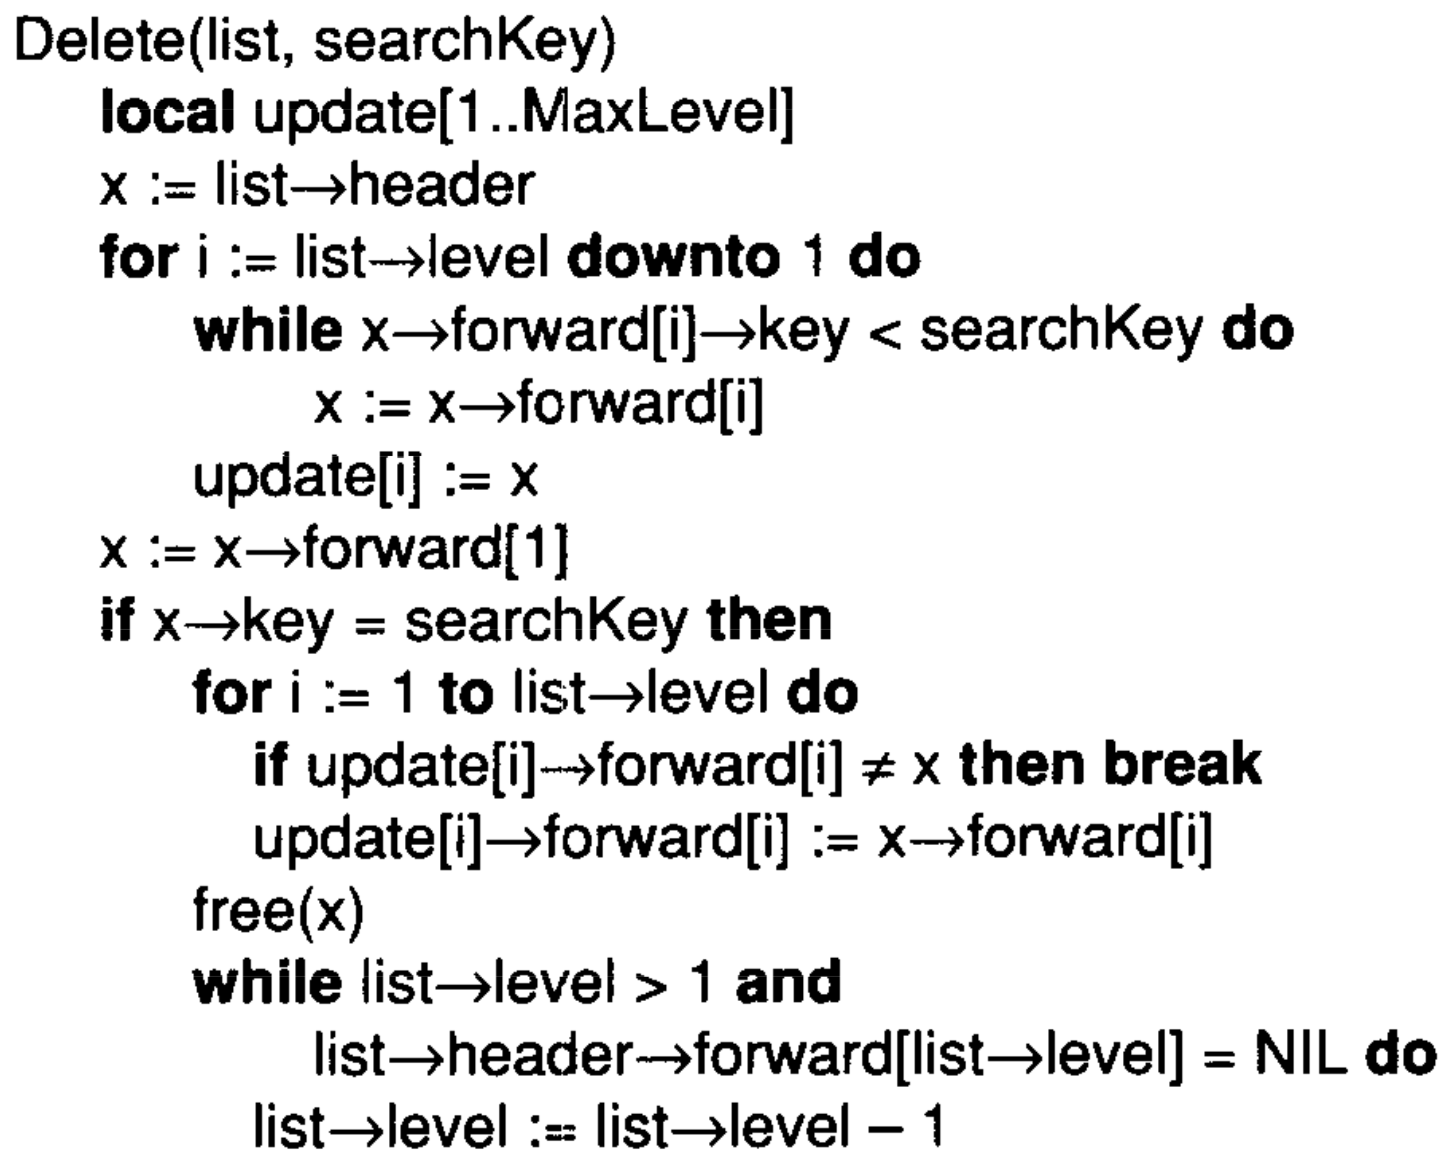 Delete(list, searchKey)
local update[1..MaxLevel]
x := list→header
for i := list→level downto 1 do
while x→forward[i]→key < searchKey do
x := x→forward[i]
update[i] := x
x := x→forward[1]
if x→key = searchKey then
for i := 1 to list→level do
if update[i]→forward[i] ≠ x then break
update[i]→forward[i] := x→forward[i]
free(x)
while list→level > 1 and
list→header→forward[list→level] = NIL do
list→level := list→level – 1